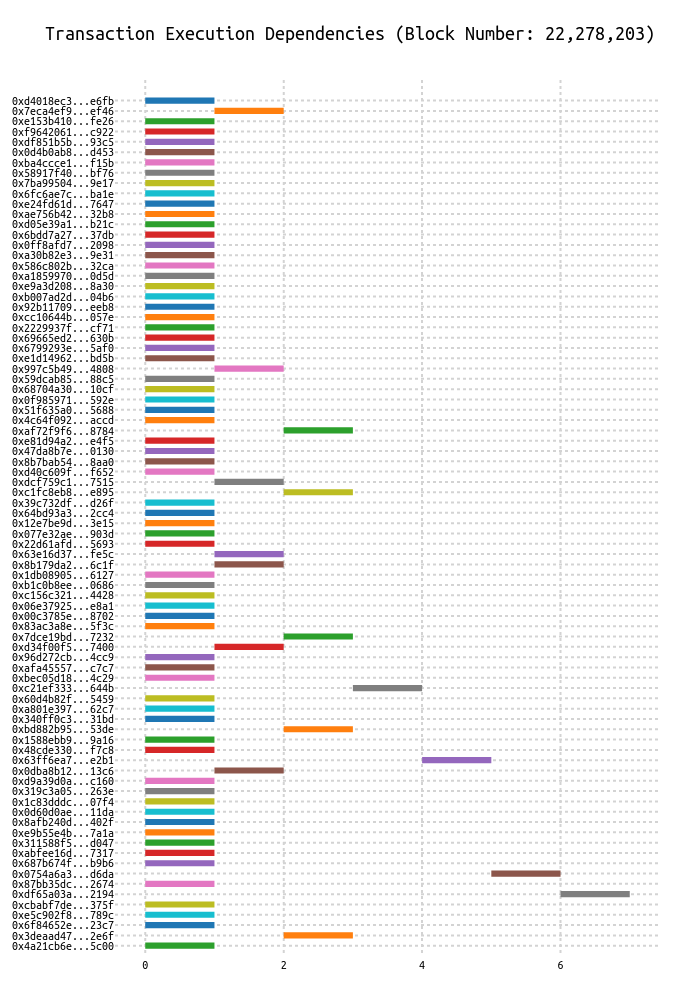 Transaction Execution Dependencies (Block Number: 22,278,203)
0xd4018ec3...e6fb
0x7eca4ef9...ef46
0xe153b410...fe26
0xf9642061...c922
0xdf851b5b...93c5
0x0d4b0ab8...d453
0xba4ccce1...f15b
0x58917f40...bf76
0x7ba99504...9e17
0x6fc6ae7c...ba1e
0xe24fd61d...7647
0xae756b42...32b8
0xd05e39a1...b21c
0x6bdd7a27...37db
0x0ff8afd7...2098
0xa30b82e3...9e31
0x586c802b...32ca
0xa1859970...0d5d
0xe9a3d208...8a30
0xb007ad2d...04b6
0x92b11709...eeb8
0xcc10644b...057e
0x2229937f...cf71
0x69665ed2...630b
0x6799293e...5af0
0xe1d14962...bd5b
0x997c5b49...4808
0x59dcab85...88c5
0x68704a30...10cf
0x0f985971...592e
0x51f635a0...5688
0x4c64f092...accd
0xaf72f9f6...8784
0xe81d94a2...e4f5
0x47da8b7e...0130
0x8b7bab54...8aa0
0xd40c609f...f652
0xdcf759c1...7515
0xc1fc8eb8...e895
0x39c732df...d26f
0x64bd93a3...2cc4
0x12e7be9d...3e15
0x077e32ae...903d
0x22d61afd...5693
0x63e16d37...fe5c
0x8b179da2...6c1f
0x1db08905...6127
0xb1c0b8ee...0686
0xc156c321...4428
0x06e37925...e8a1
0x00c3785e...8702
0x83ac3a8e...5f3c
0x7dce19bd...7232
0xd34f00f5...7400
0x96d272cb...4cc9
0xafa45557...c7c7
0xbec05d18...4c29
0xc21ef333...644b
0x60d4b82f...5459
0xa801e397...62c7
0x340ff0c3...31bd
0xbd882b95...53de
0x1588ebb9...9a16
0x48cde330...f7c8
0x63ff6ea7...e2b1
0x0dba8b12...13c6
0xd9a39d0a...c160
0x319c3a05...263e
0x1c83dddc...07f4
0x0d60d0ae...11da
0x8afb240d...402f
0xe9b55e4b...7a1a
0x311588f5...d047
0xabfee16d...7317
0x687b674f...b9b6
0x0754a6a3...d6da
0x87bb35dc...2674
0xdf65a03a...2194
0xcbabf7de...375f
0xe5c902f8...789c
0x6f84652e...23c7
0x3deaad47...2e6f
0x4a21cb6e...5c00
0 2 4 6